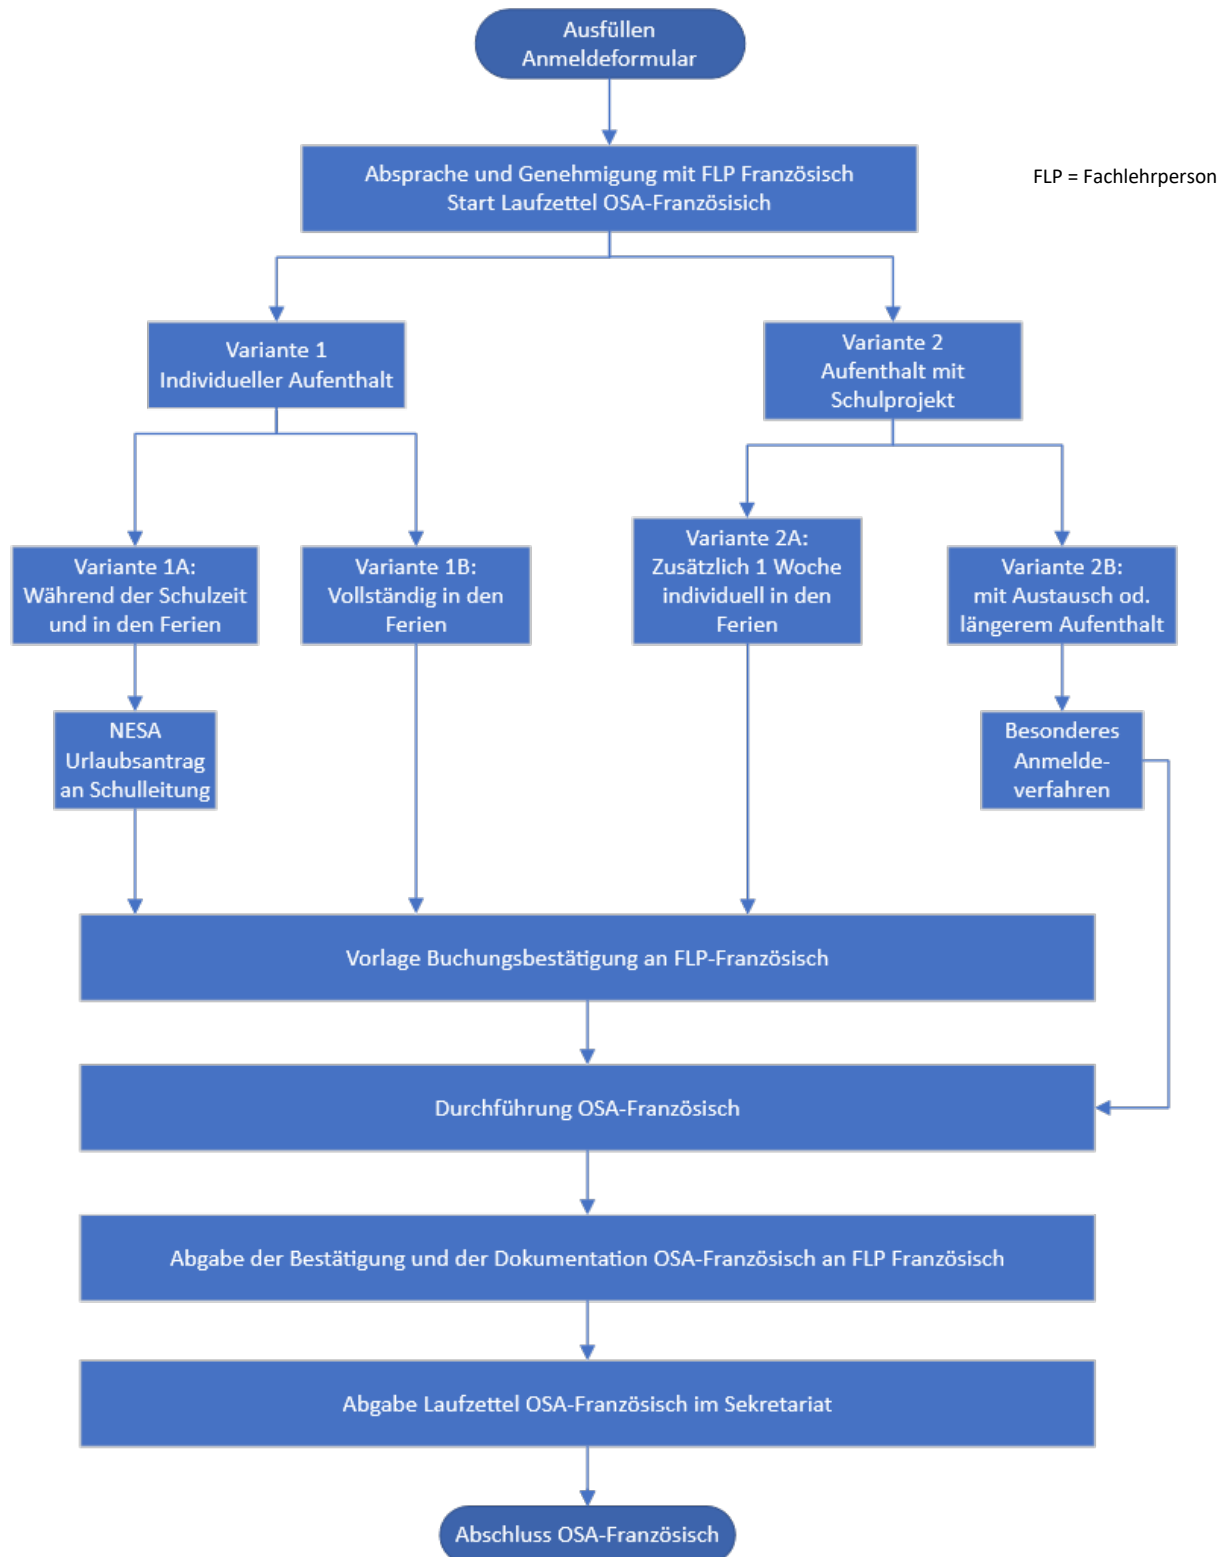 Ausfüllen
Anmeldeformular
Absprache und Genehmigung mit FLP Französisch
Start Laufzettel OSA-Französisich
FLP = Fachlehrperson
Variante 1
Individueller Aufenthalt
Variante 2
Aufenthalt mit
Schulprojekt
Variante 1A:
Während der Schulzeit
und in den Ferien
Variante 1B:
Vollständig in den
Ferien
Variante 2A:
Zusätzlich 1 Woche
individuell in den
Ferien
Variante 2B:
mit Austausch od.
längerem Aufenthalt
NESA
Urlaubsantrag
an Schulleitung
Besonderes
Anmelde-
verfahren
Vorlage Buchungsbestätigung an FLP-Französisch
Durchführung OSA-Französisch
Abgabe der Bestätigung und der Dokumentation OSA-Französisch an FLP Französisch
Abgabe Laufzettel OSA-Französisch im Sekretariat
Abschluss OSA-Französisch